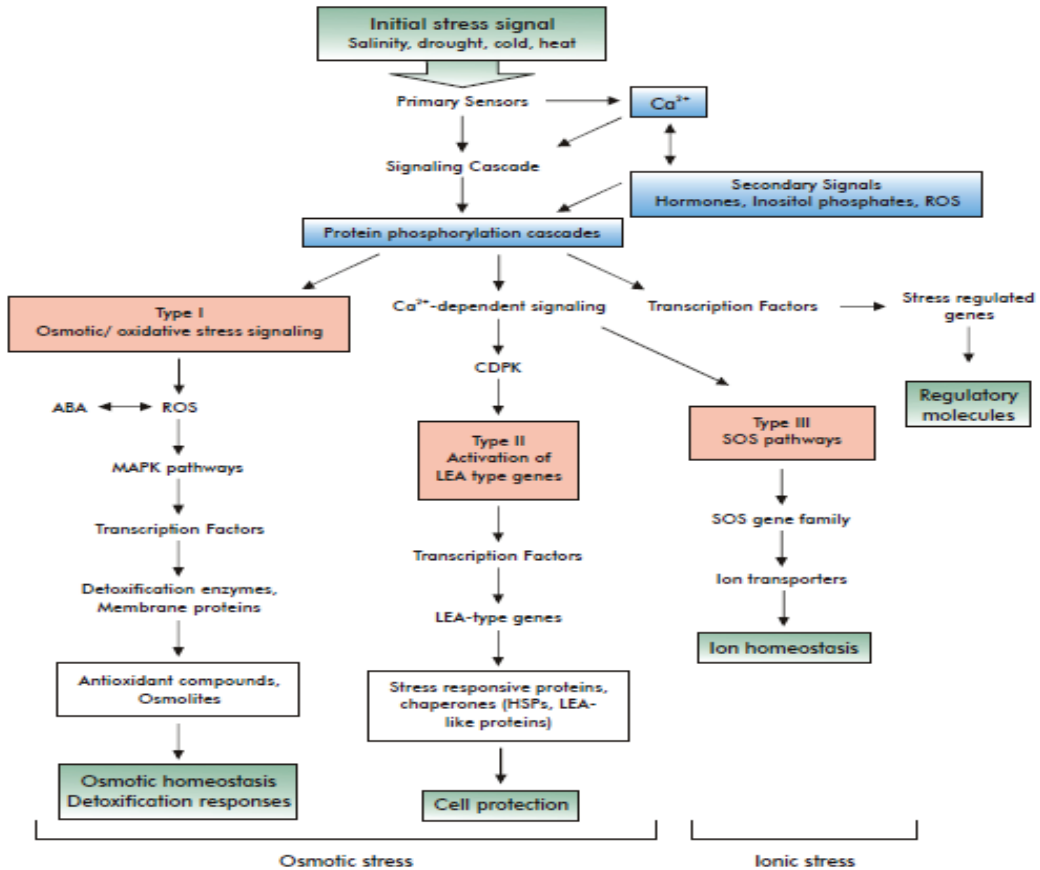 Initial stress signal
Salinity, drought, cold, heat
Primary Sensors
Ca²⁺
Signaling Cascade
Secondary Signals
Hormones, Inositol phosphates, ROS
Protein phosphorylation cascades
Type I
Osmotic/ oxidative stress signaling
Ca²⁺-dependent signaling
Transcription Factors
Stress regulated
genes
CDPK
ABA
ROS
Regulatory
molecules
Type II
Activation of
LEA type genes
Type III
SOS pathways
MAPK pathways
SOS gene family
Transcription Factors
Transcription Factors
Ion transporters
Detoxification enzymes,
Membrane proteins
LEA-type genes
Ion homeostasis
Antioxidant compounds,
Osmolites
Stress responsive proteins,
chaperones (HSPs, LEA-
like proteins)
Osmotic homeostasis
Detoxification responses
Cell protection
Osmotic stress
Ionic stress